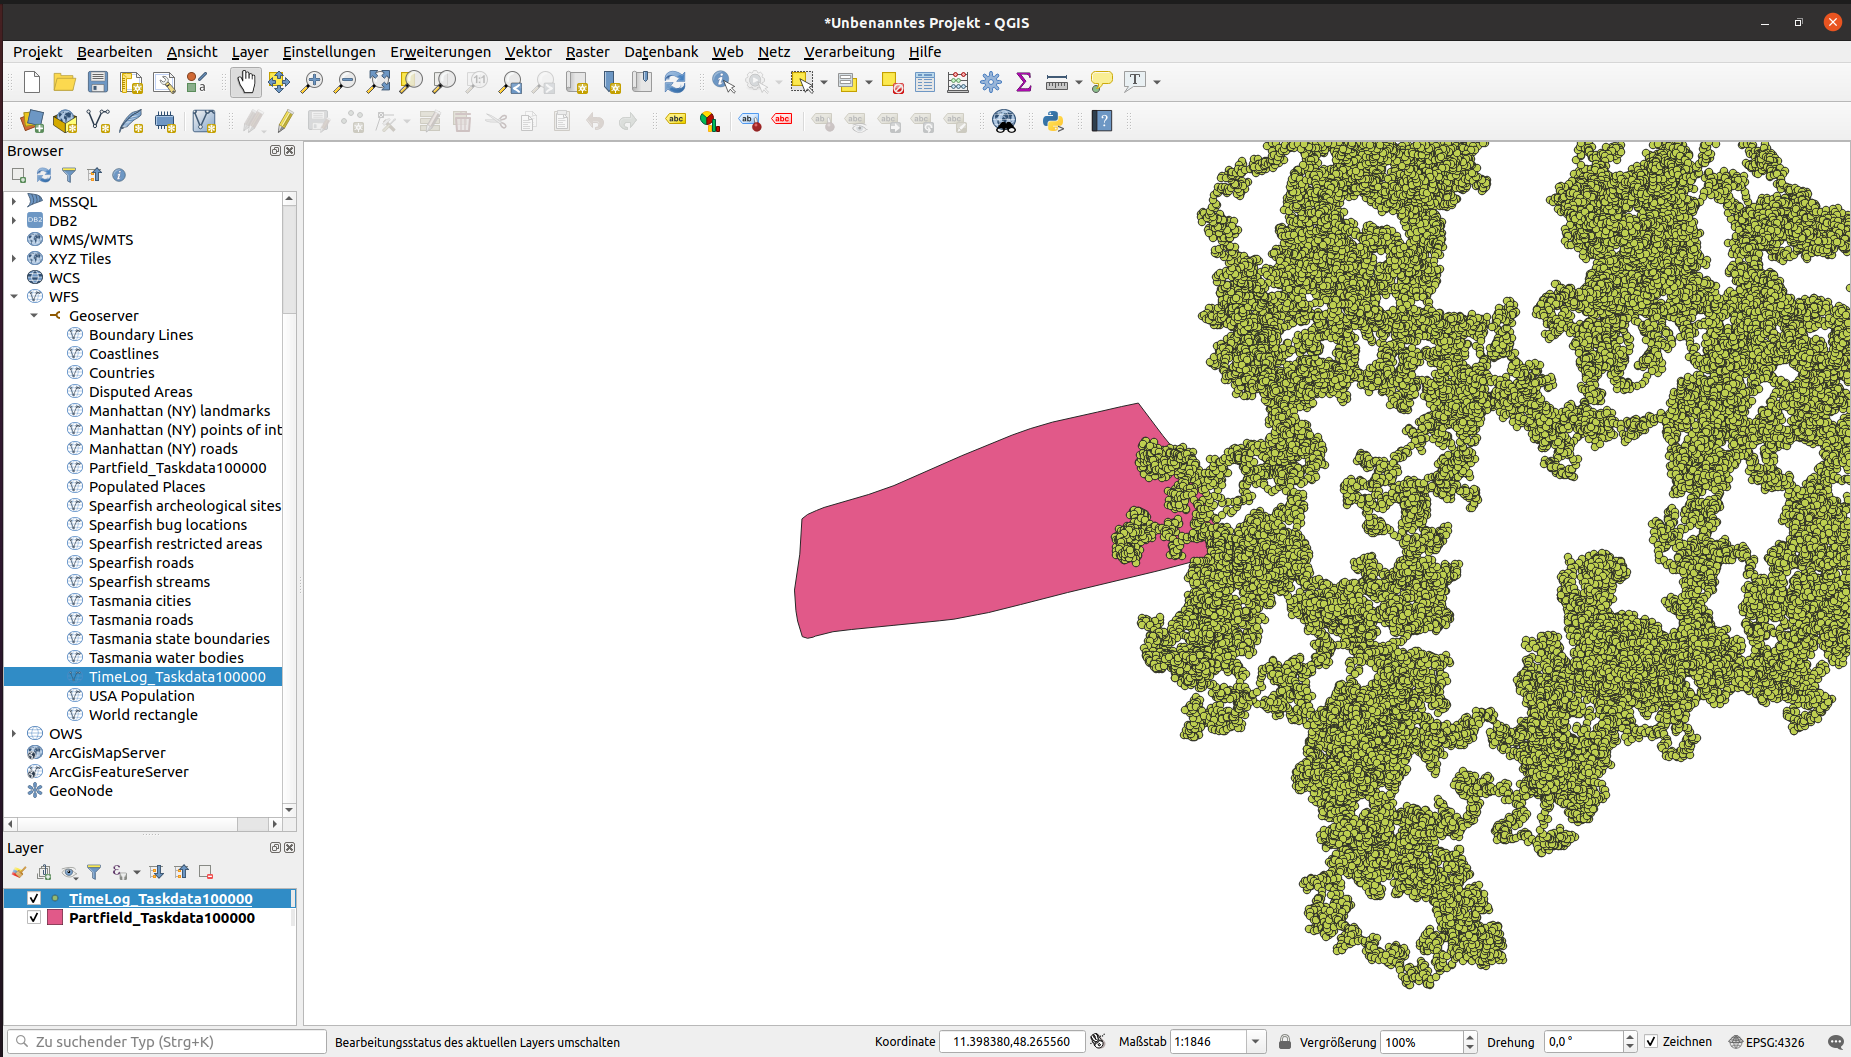 *Unbenanntes Projekt - QGIS
Projekt Bearbeiten Ansicht Layer Einstellungen Erweiterungen Vektor Raster Datenbank Web Netz Verarbeitung Hilfe
Browser
MSSQL
DB2
WMS/WMTS
XYZ Tiles
WCS
WFS
Geoserver
Boundary Lines
Coastlines
Countries
Disputed Areas
Manhattan (NY) landmarks
Manhattan (NY) points of int
Manhattan (NY) roads
Partfield_Taskdata100000
Populated Places
Spearfish archeological sites
Spearfish bug locations
Spearfish restricted areas
Spearfish roads
Spearfish streams
Tasmania cities
Tasmania roads
Tasmania state boundaries
Tasmania water bodies
TimeLog_Taskdata100000
USA Population
World rectangle
OWS
ArcGisMapServer
ArcGisFeatureServer
GeoNode
Layer
TimeLog_Taskdata100000
Partfield_Taskdata100000
Zu suchender Typ (Strg+K) Bearbeitungsstatus des aktuellen Layers umschalten Koordinate 11.398380,48.265560 Maßstab 1:1846 Vergrößerung 100% Drehung 0,0 ° Zeichnen EPSG:4326